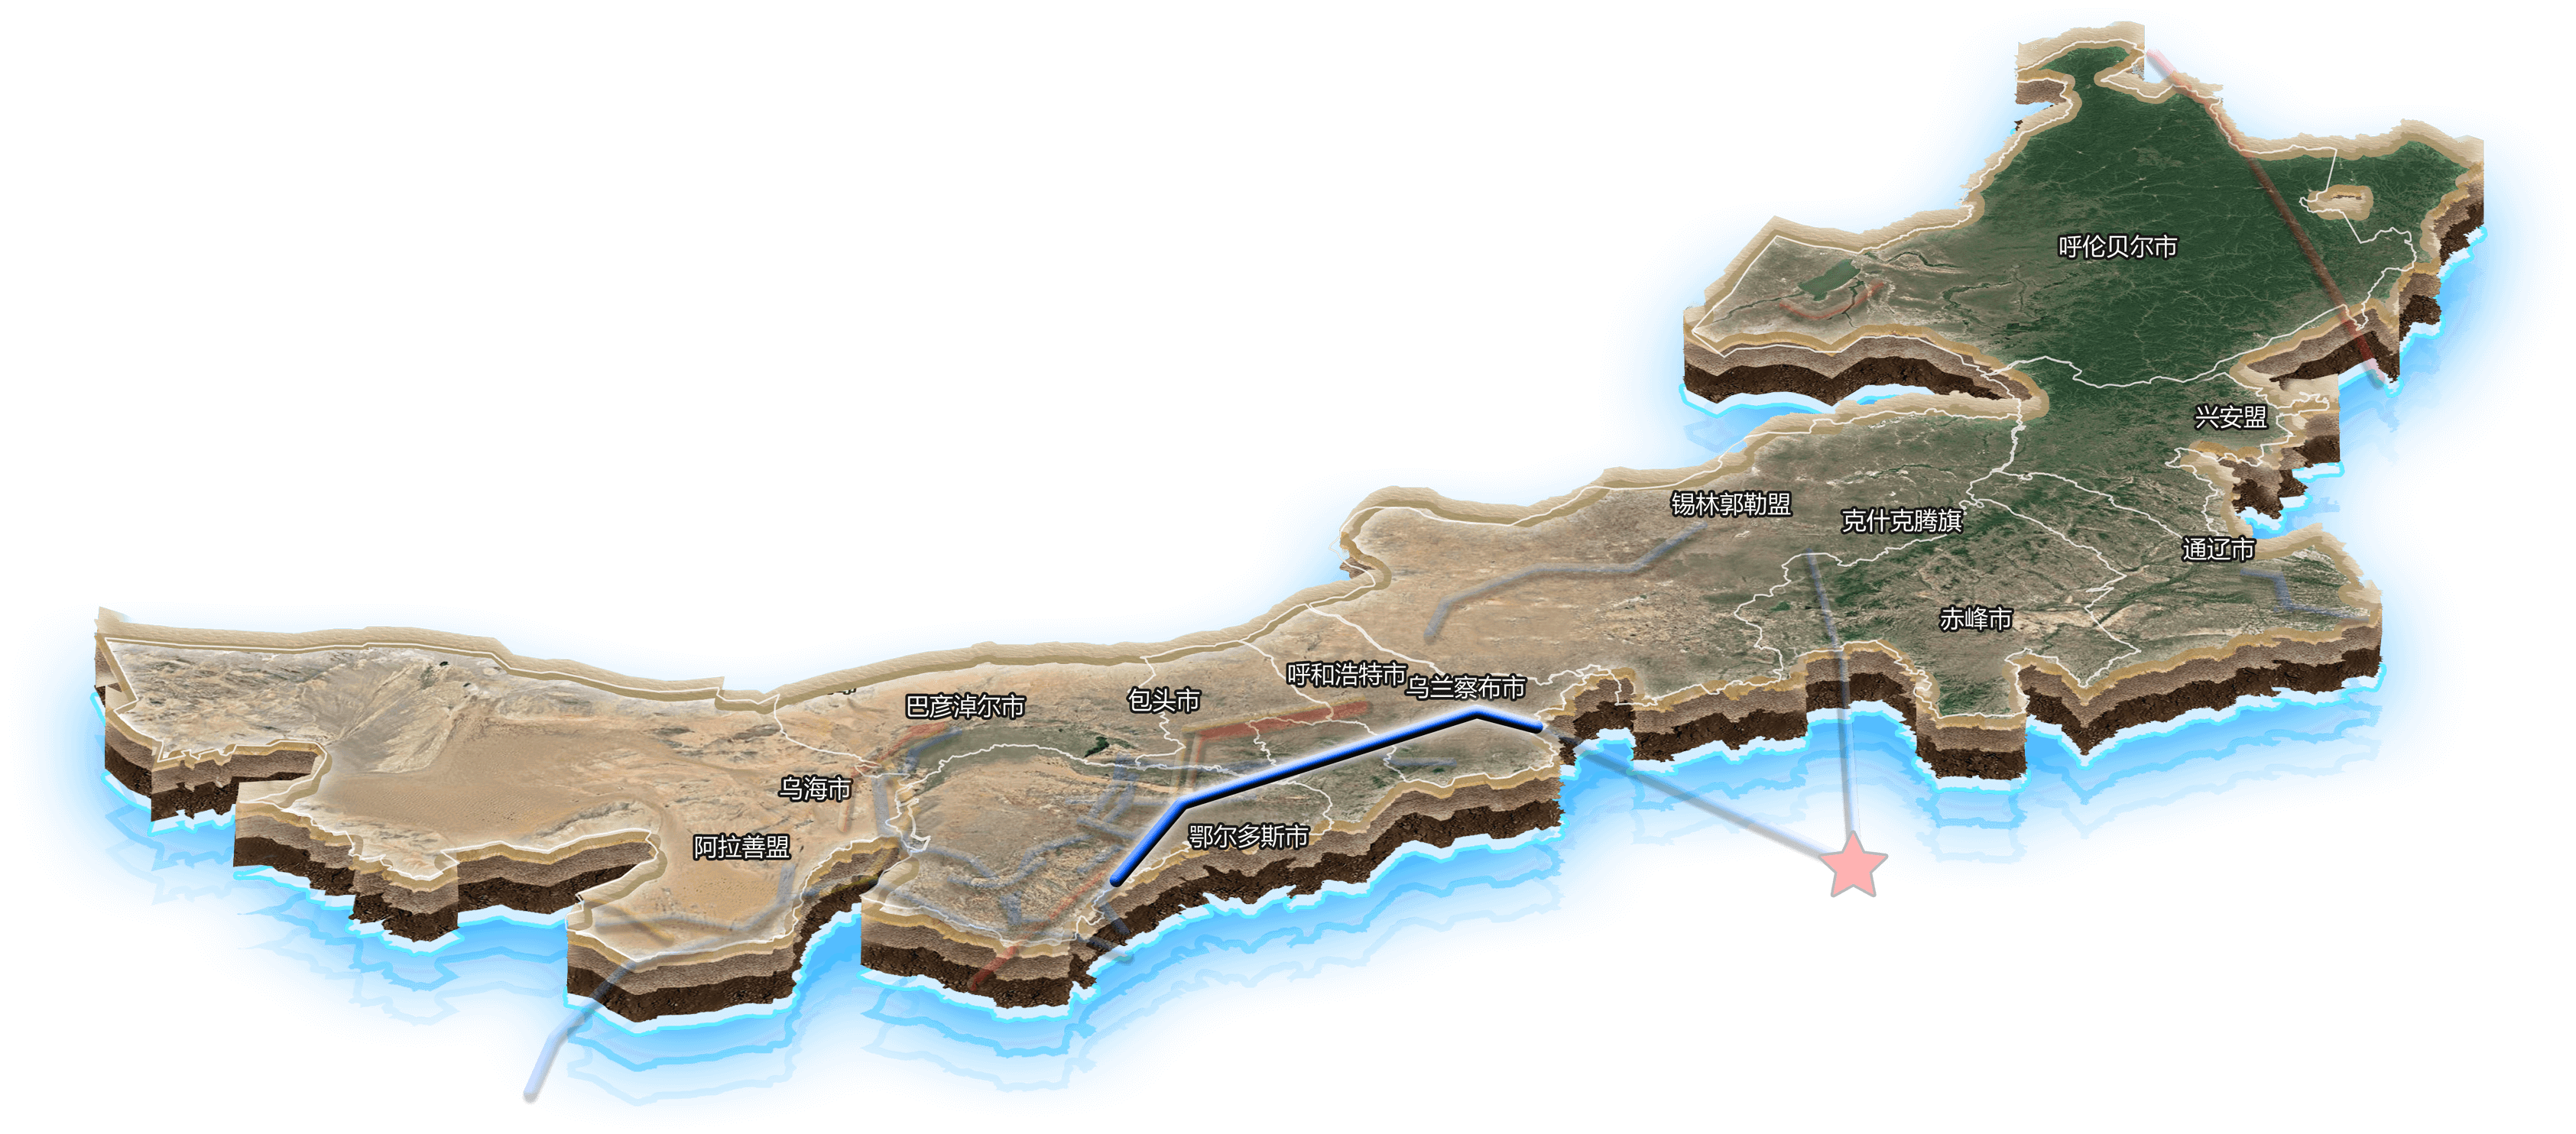 呼伦贝尔市
兴安盟
锡林郭勒盟
克什克腾旗
通辽市
赤峰市
呼和浩特市
乌兰察布市
包头市
巴彦淖尔市
乌海市
鄂尔多斯市
阿拉善盟